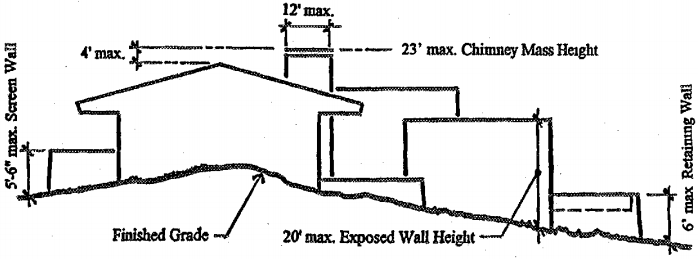 12' max.
4' max.
23' max. Chimney Mass Height
5'-6" max. Screen Wall
6' max Retaining Wall
Finished Grade
20' max. Exposed Wall Height